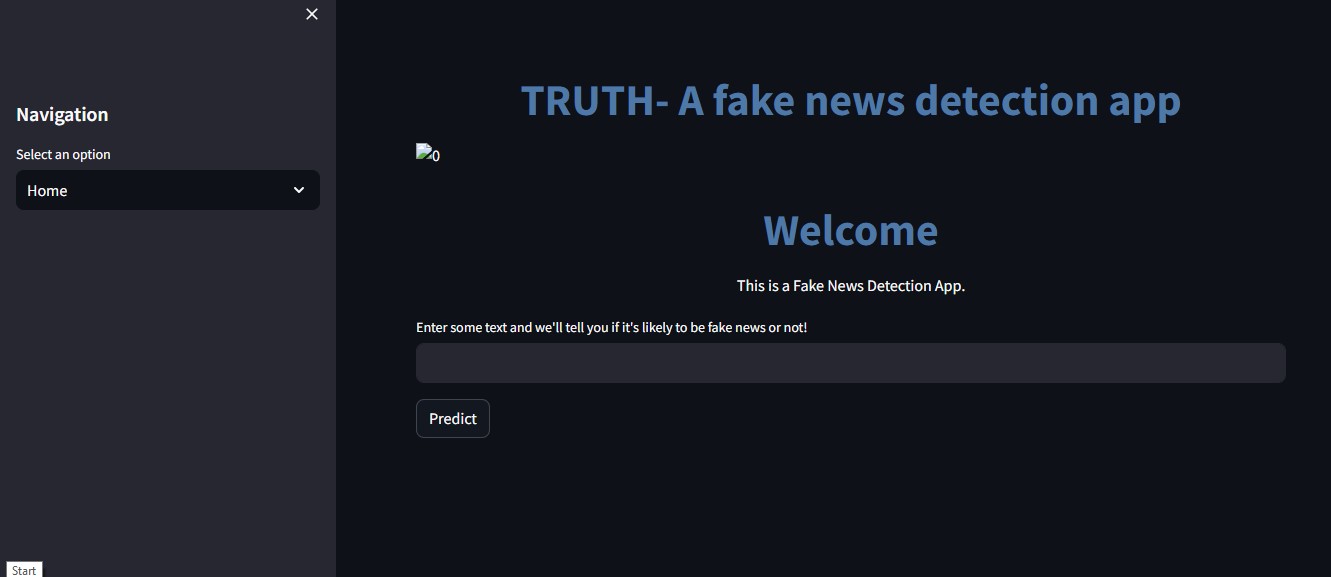 Navigation
Select an option
Home
TRUTH- A fake news detection app
0
Welcome
This is a Fake News Detection App.
Enter some text and we'll tell you if it's likely to be fake news or not!
Predict
Start